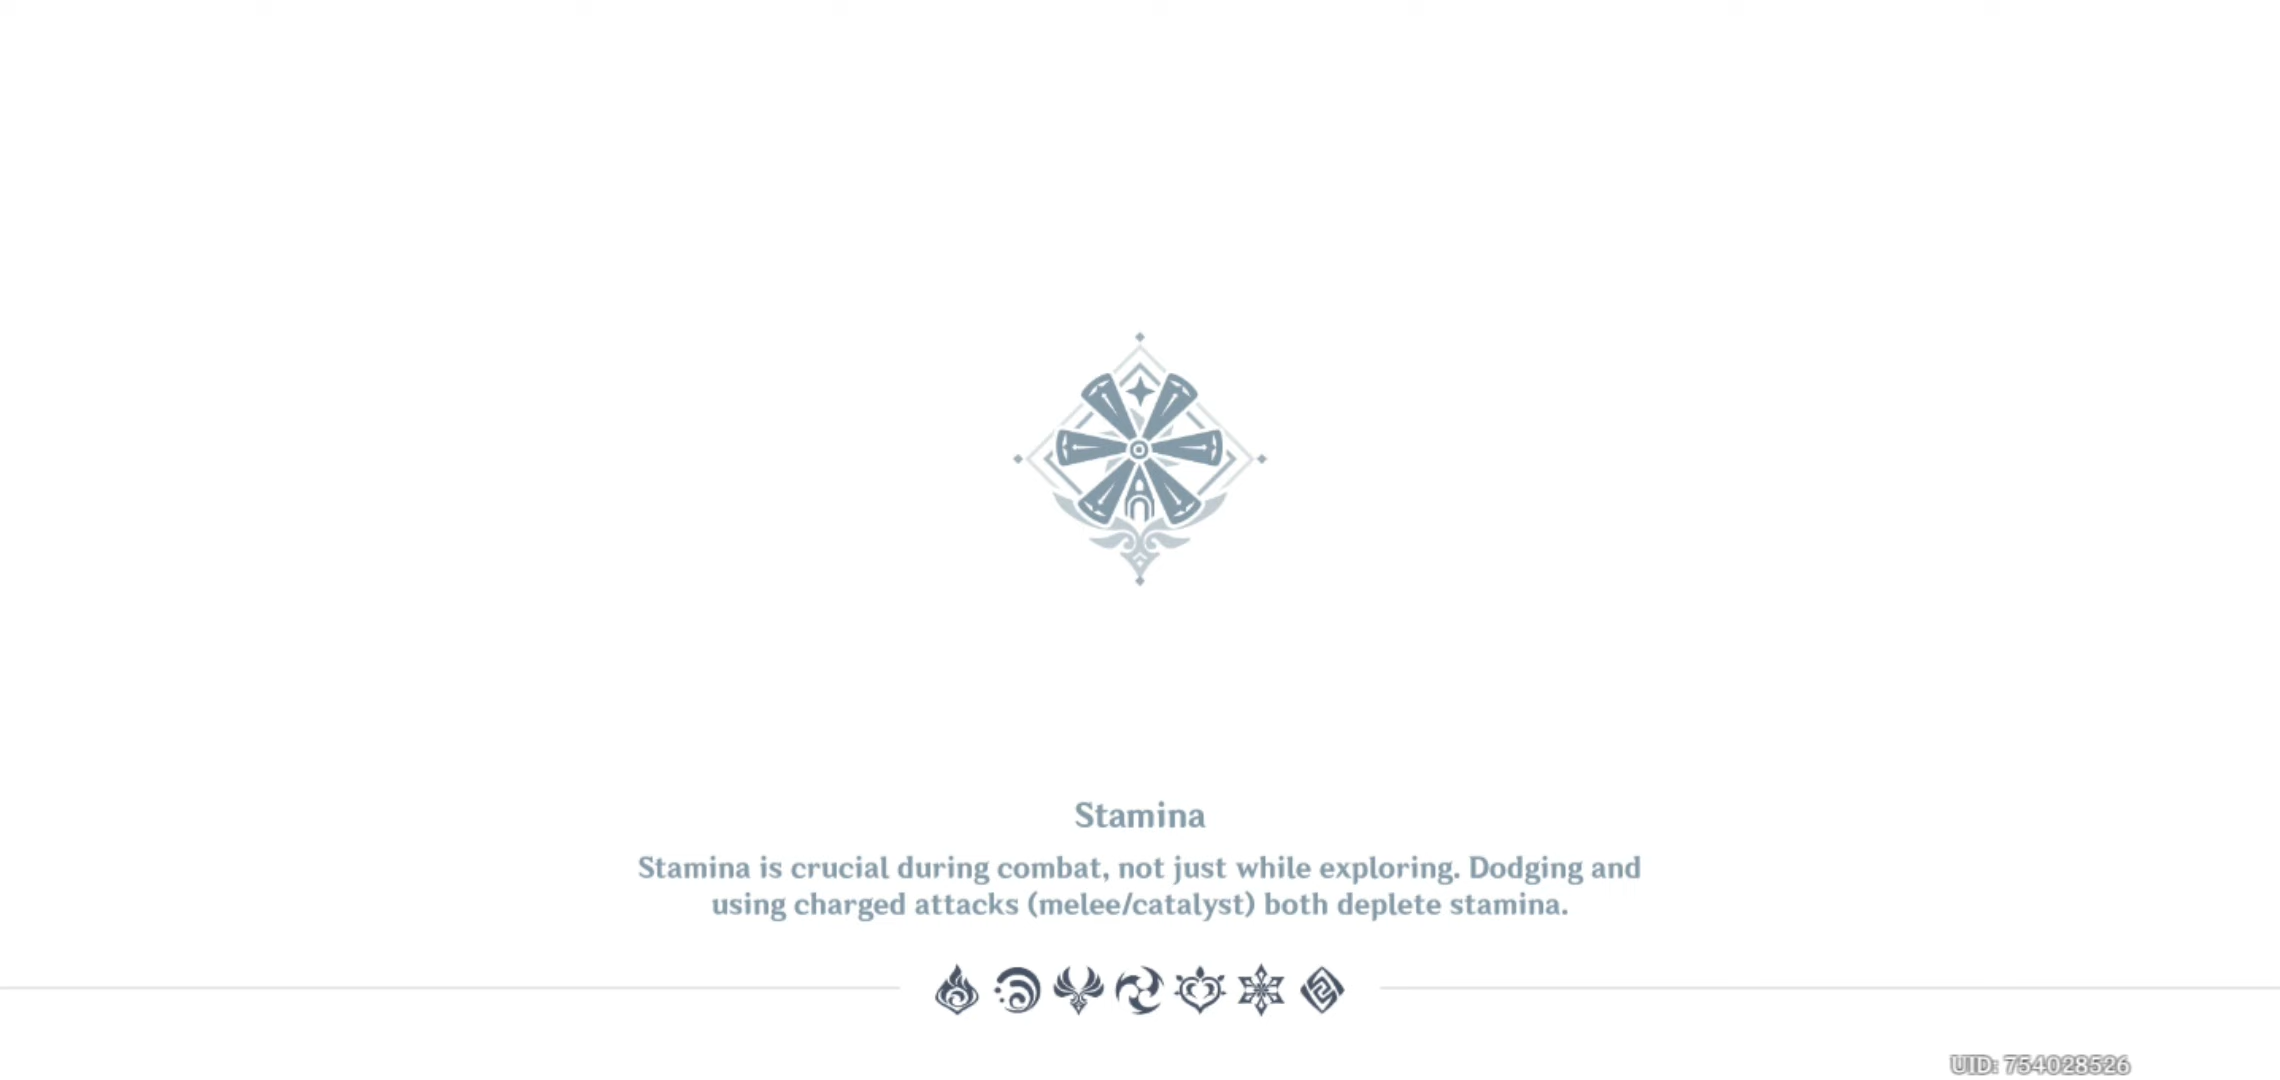 Stamina
Stamina is crucial during combat, not just while exploring. Dodging and
using charged attacks (melee/catalyst) both deplete stamina.
UID: 754028526